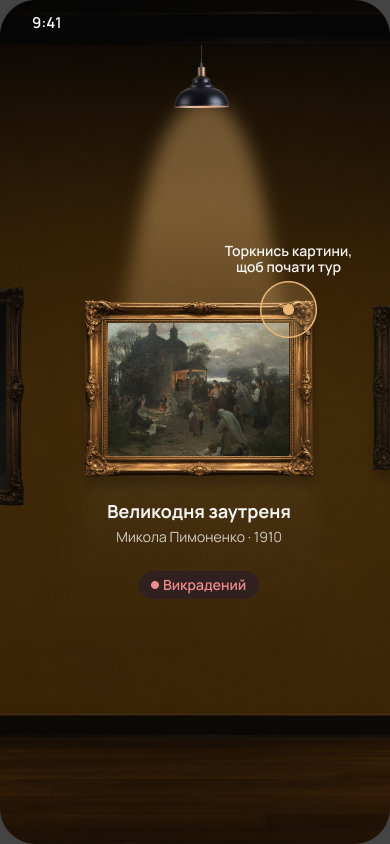 9:41
Торкнись картини,
щоб почати тур
Великодня заутреня
Микола Пимоненко · 1910
Викрадений